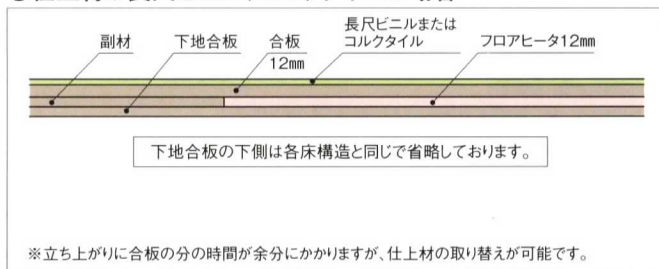 副材
下地合板
合板
12mm
長尺ビニルまたは
コルクタイル
フロアヒータ12mm
下地合板の下側は各床構造と同じで省略しております。
※立ち上がりに合板の分の時間が余分にかかりますが、仕上材の取り替えが可能です。